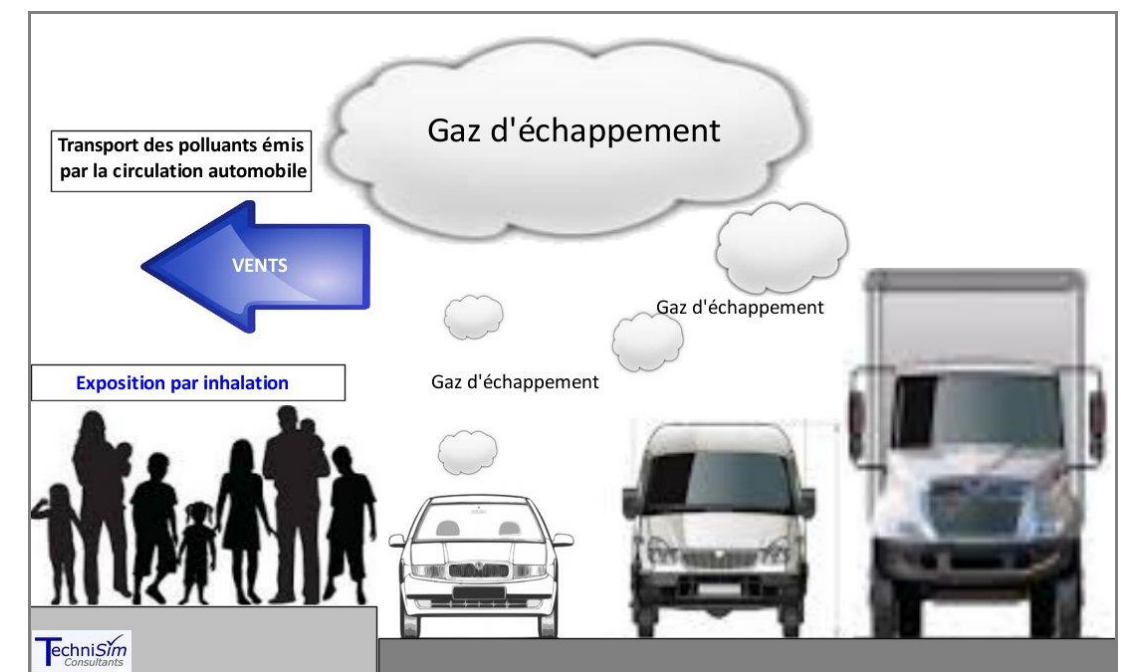 Gaz d'échappement
Transport des polluants émis
par la circulation automobile
VENTS
Gaz d'échappement
Exposition par inhalation
Gaz d'échappement
TechniSim
Consultants